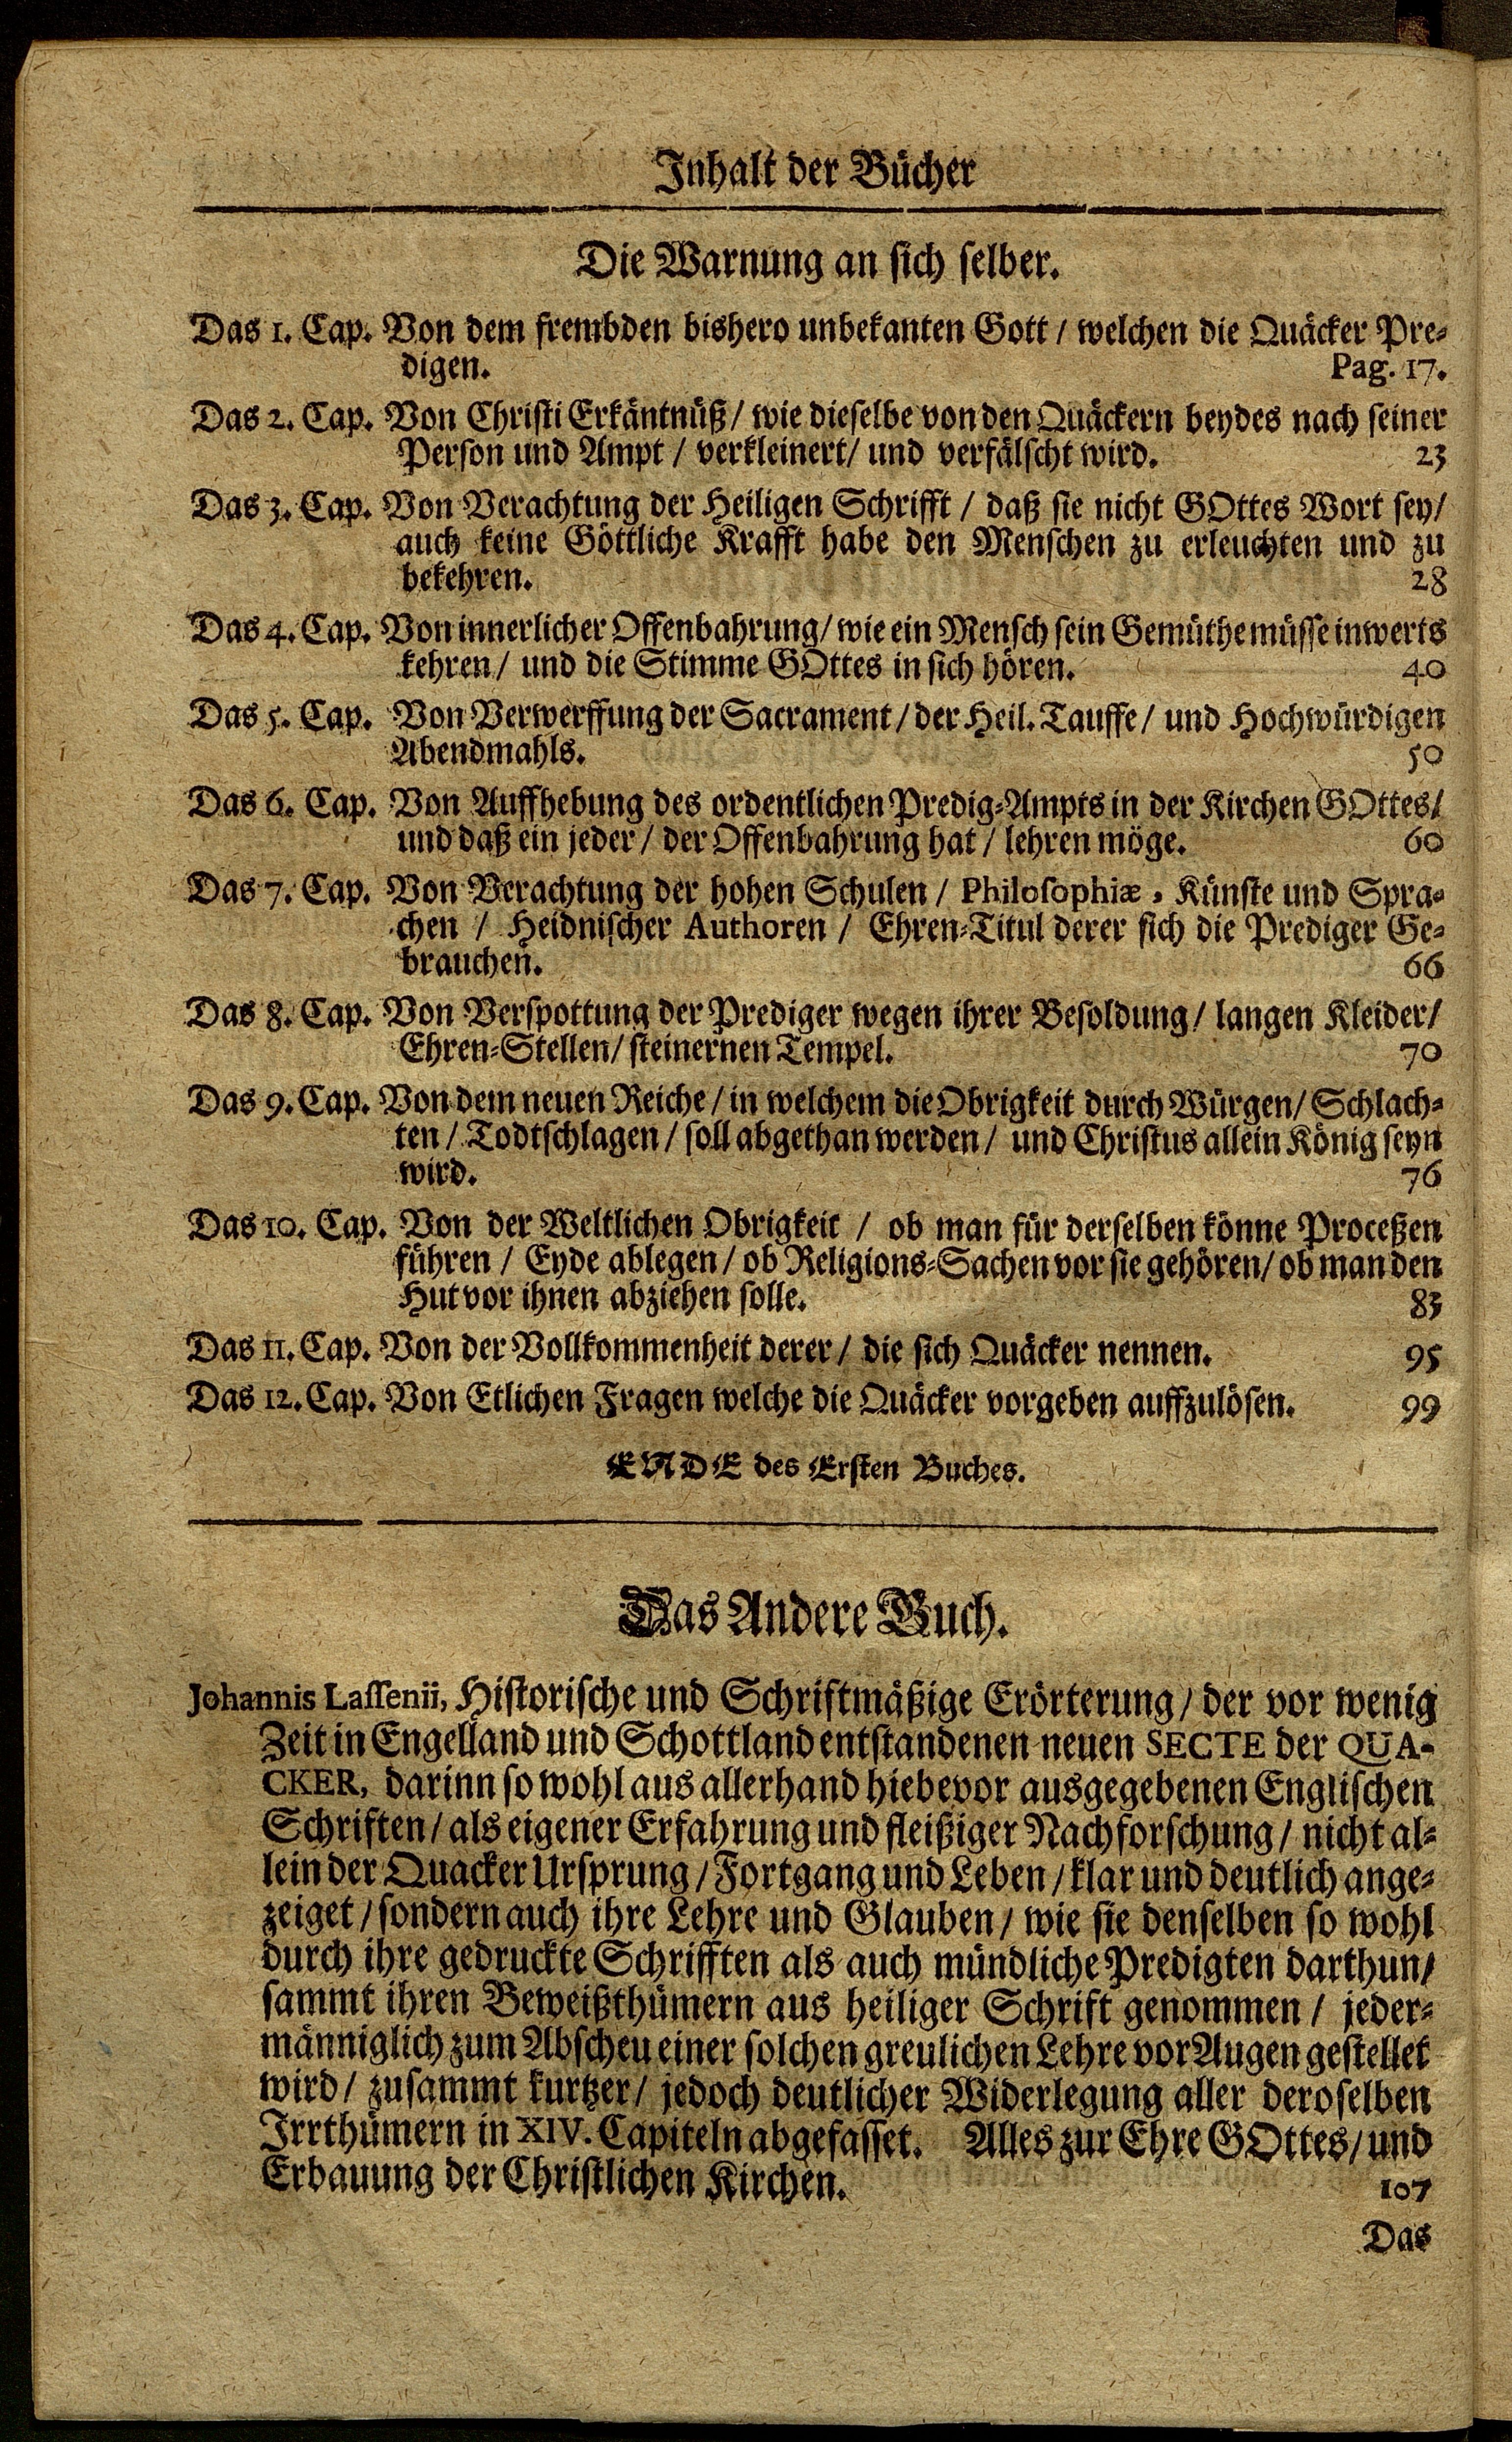 Inhalt der Bücher
Die Warnung an sich selber.
Das 1. Cap. Von dem frembden bishero unbekanten Gott / welchen die Quäcker Pre-
digen. Pag. 17.
Das 2. Cap. Von Christi Erkäntnüß / wie dieselbe von den Quäckern beydes nach seiner
Person und Ampt / verkleinert / und verfälscht wird. 23
Das 3. Cap. Von Verachtung der Heiligen Schrifft / daß sie nicht GOttes Wort sey /
auch keine Göttliche Krafft habe den Menschen zu erleuchten und zu
bekehren. 28
Das 4. Cap. Von innerlicher Offenbahrung / wie ein Mensch sein Gemüthe müsse inwerts
kehren / und die Stimme GOttes in sich hören. 40
Das 5. Cap. Von Verwerffung der Sacrament / der Heil. Tauffe / und Hochwürdigen
Abendmahls. 50
Das 6. Cap. Von Auffhebung des ordentlichen Predig-Ampts in der Kirchen GOttes /
und daß ein jeder / der Offenbahrung hat / lehren möge. 60
Das 7. Cap. Von Verachtung der hohen Schulen / Philosophiæ, Künste und Spra-
chen / Heidnischer Authoren / Ehren-Titul derer sich die Prediger Ge-
brauchen. 66
Das 8. Cap. Von Verspottung der Prediger wegen ihrer Besoldung / langen Kleider /
Ehren-Stellen / steinernen Tempel. 70
Das 9. Cap. Von dem neuen Reiche / in welchem die Obrigkeit durch Würgen / Schlach-
ten / Todtschlagen / soll abgethan werden / und Christus allein König seyn
wird. 76
Das 10. Cap. Von der Weltlichen Obrigkeit / ob man für derselben könne Proceßen
führen / Eyde ablegen / ob Religions-Sachen vor sie gehören / ob man den
Hut vor ihnen abziehen solle. 83
Das 11. Cap. Von der Vollkommenheit derer / die sich Quäcker nennen. 95
Das 12. Cap. Von Etlichen Fragen welche die Quäcker vorgeben auffzulösen. 99
ENDE des Ersten Buches.
Das Andere Buch.
Johannis Lassenii, Historische und Schriftmäßige Erörterung / der vor wenig
Zeit in Engelland und Schottland entstandenen neuen SECTE der QUA-
CKER, darinn so wohl aus allerhand hiebevor ausgegebenen Englischen
Schriften / als eigener Erfahrung und fleißiger Nachforschung / nicht al-
lein der Quacker Ursprung / Fortgang und Leben / klar und deutlich ange-
zeiget / sondern auch ihre Lehre und Glauben / wie sie denselben so wohl
durch ihre gedruckte Schrifften als auch mündliche Predigten darthun /
sammt ihren Beweißthümern aus heiliger Schrift genommen / jeder-
männiglich zum Abscheu einer solchen greulichen Lehre vor Augen gestellet
wird / zusammt kurtzer / jedoch deutlicher Widerlegung aller deroselben
Irrthümern in XIV. Capiteln abgefasset. Alles zur Ehre GOttes / und
Erbauung der Christlichen Kirchen. 107
Das